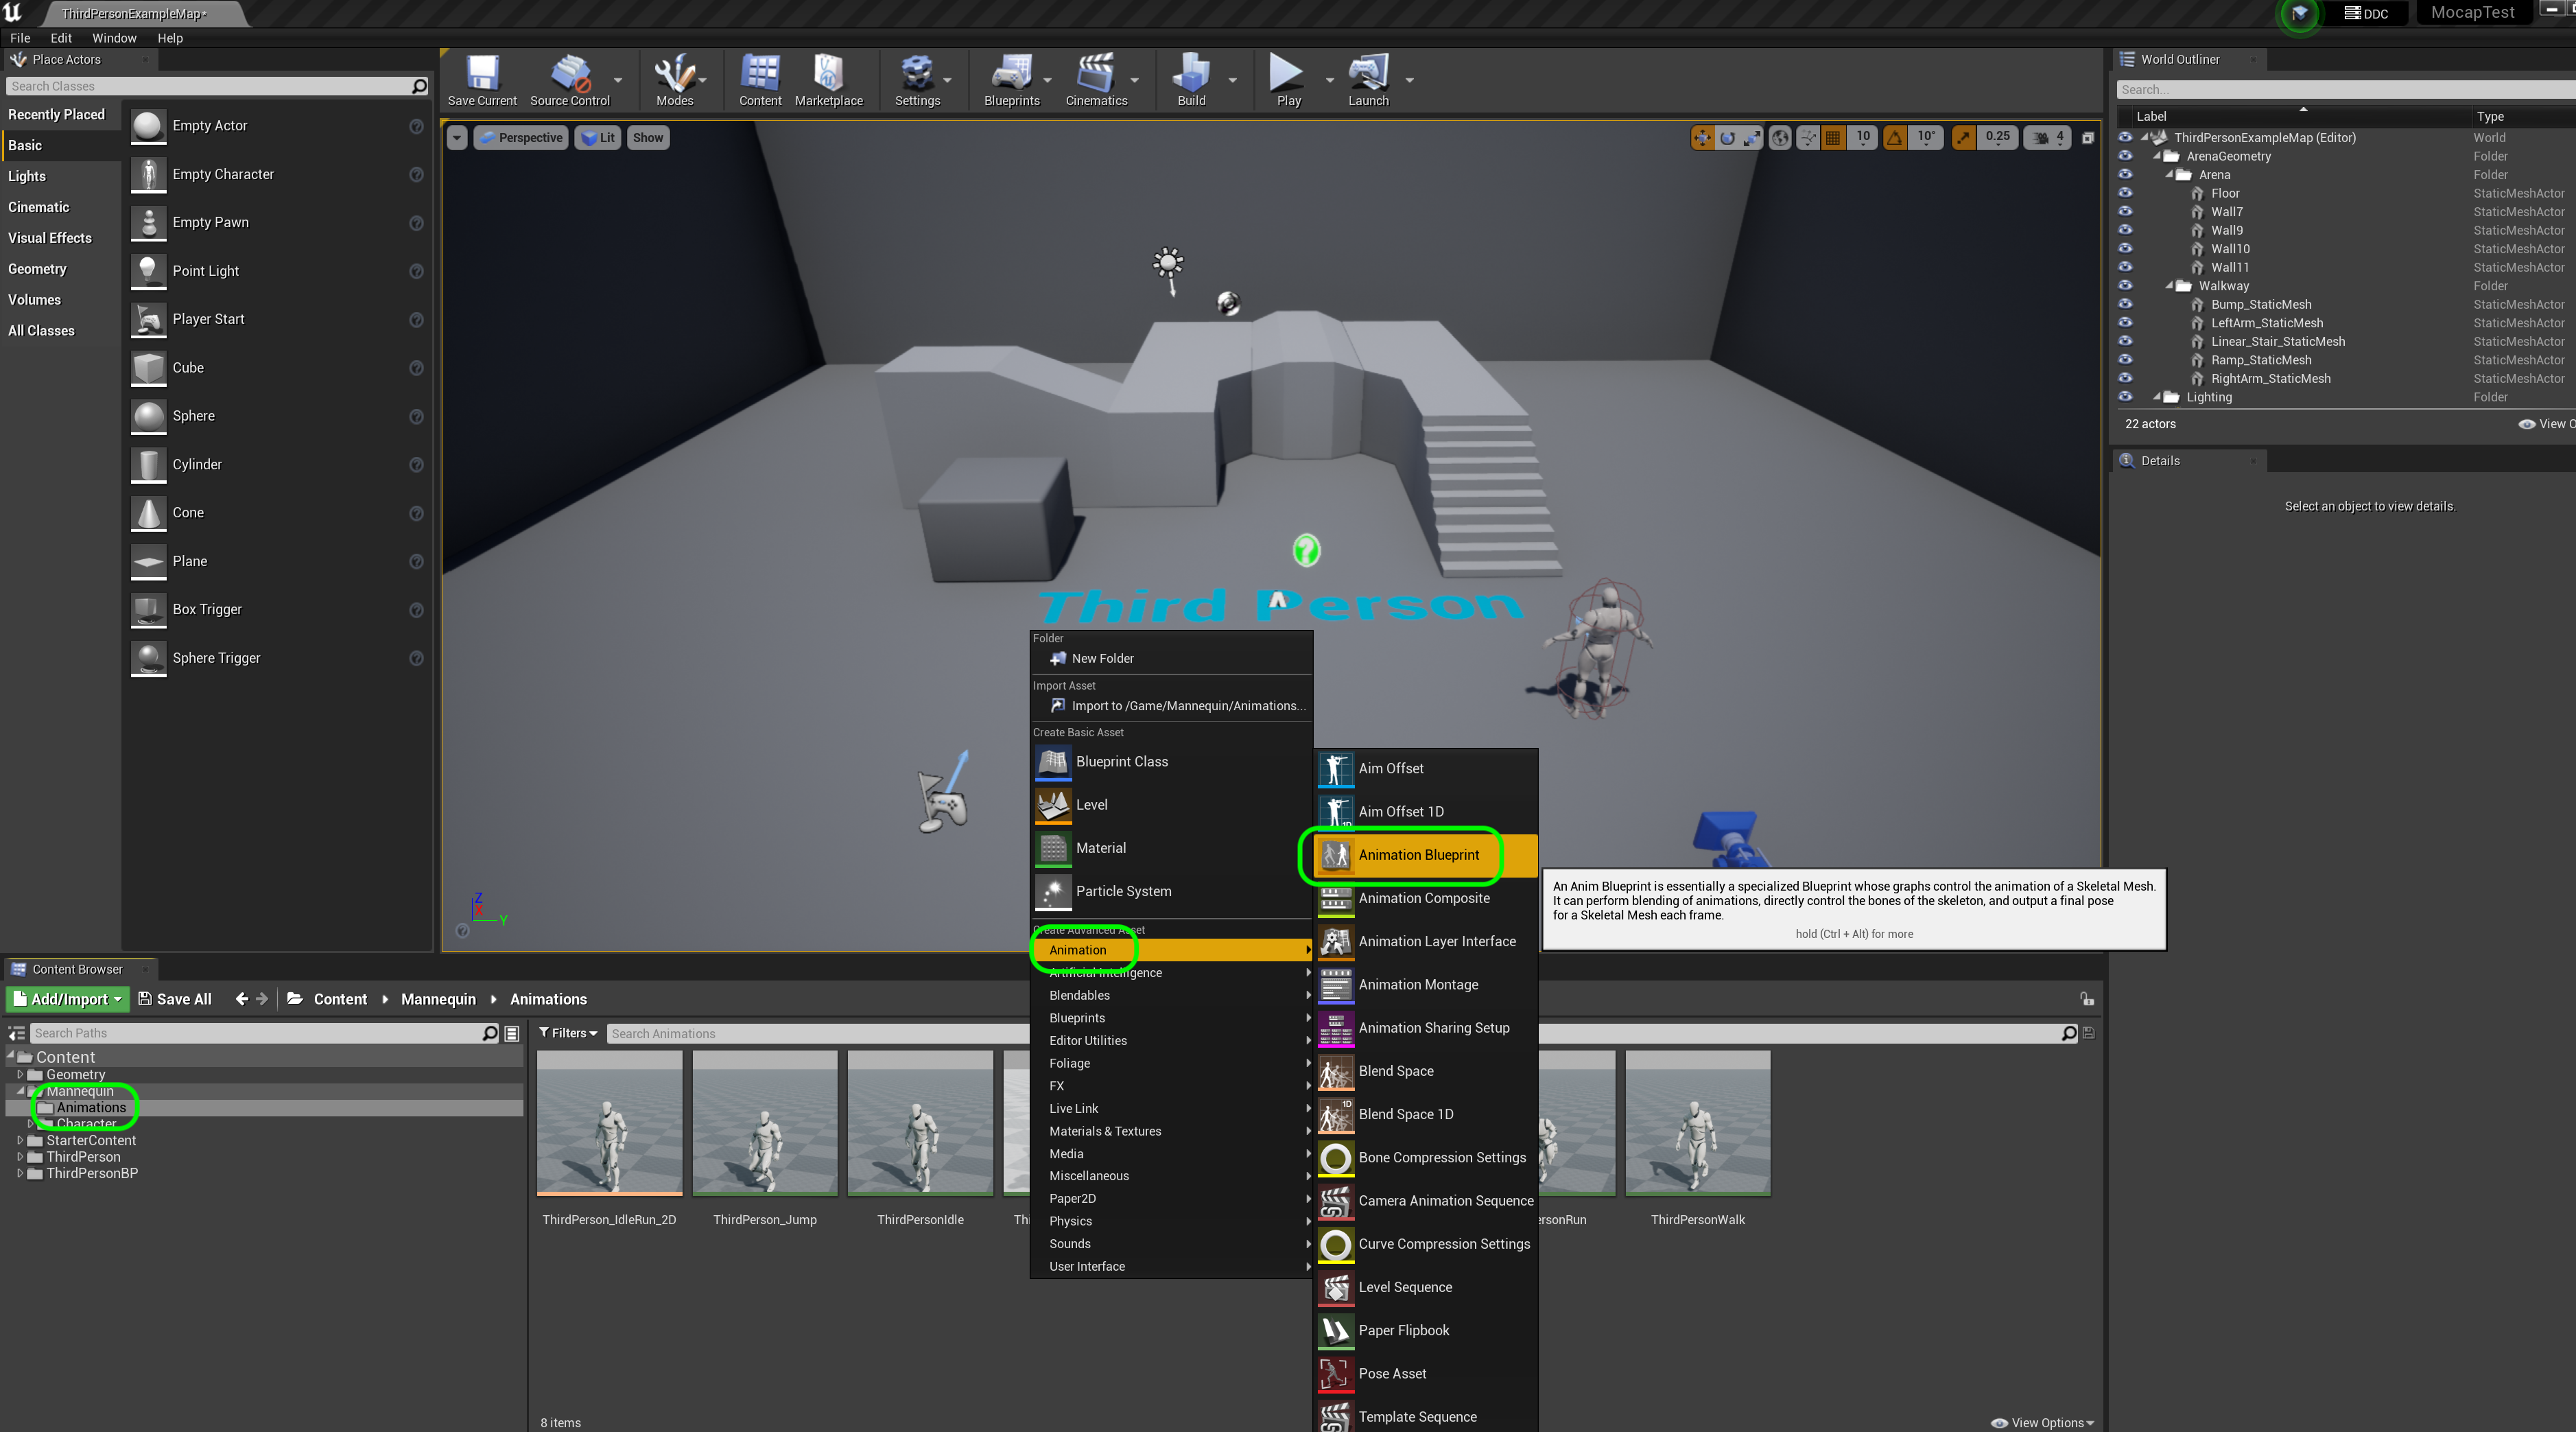 ThirdPersonExampleMap*
DDC
MocapTest
File Edit Window Help
Place Actors
Search Classes
Recently Placed
Basic
Lights
Cinematic
Visual Effects
Geometry
Volumes
All Classes
Empty Actor
Empty Character
Empty Pawn
Point Light
Player Start
Cube
Sphere
Cylinder
Cone
Plane
Box Trigger
Sphere Trigger
Save Current
Source Control
Modes
Content
Marketplace
Settings
Blueprints
Cinematics
Build
Play
Launch
Perspective Lit Show
10 10° 0.25 4
Third Person
Z
X
Y
World Outliner
Search...
Label Type
ThirdPersonExampleMap (Editor) World
ArenaGeometry Folder
Arena Folder
Floor StaticMeshActor
Wall7 StaticMeshActor
Wall9 StaticMeshActor
Wall10 StaticMeshActor
Wall11 StaticMeshActor
Walkway Folder
Bump_StaticMesh StaticMeshActor
LeftArm_StaticMesh StaticMeshActor
Linear_Stair_StaticMesh StaticMeshActor
Ramp_StaticMesh StaticMeshActor
RightArm_StaticMesh StaticMeshActor
Lighting Folder
22 actors
View O
Details
Select an object to view details.
Folder
New Folder
Import Asset
Import to /Game/Mannequin/Animations...
Create Basic Asset
Blueprint Class
Level
Material
Particle System
Create Advanced Asset
Animation
Artificial Intelligence
Blendables
Blueprints
Editor Utilities
Foliage
FX
Live Link
Materials & Textures
Media
Miscellaneous
Paper2D
Physics
Sounds
User Interface
Aim Offset
1D
Aim Offset 1D
Animation Blueprint
Animation Composite
Animation Layer Interface
Animation Montage
Animation Sharing Setup
Blend Space
1D
Blend Space 1D
Bone Compression Settings
Camera Animation Sequence
Curve Compression Settings
Level Sequence
Paper Flipbook
Pose Asset
Template Sequence
An Anim Blueprint is essentially a specialized Blueprint whose graphs control the animation of a Skeletal Mesh.
It can perform blending of animations, directly control the bones of the skeleton, and output a final pose
for a Skeletal Mesh each frame.
hold (Ctrl + Alt) for more
Content Browser
Add/Import Save All Content Mannequin Animations
Search Paths
Filters Search Animations
Content
Geometry
Mannequin
Animations
Character
StarterContent
ThirdPerson
ThirdPersonBP
ThirdPerson_IdleRun_2D
ThirdPerson_Jump
ThirdPersonIdle
Th
ersonRun
ThirdPersonWalk
8 items
View Options